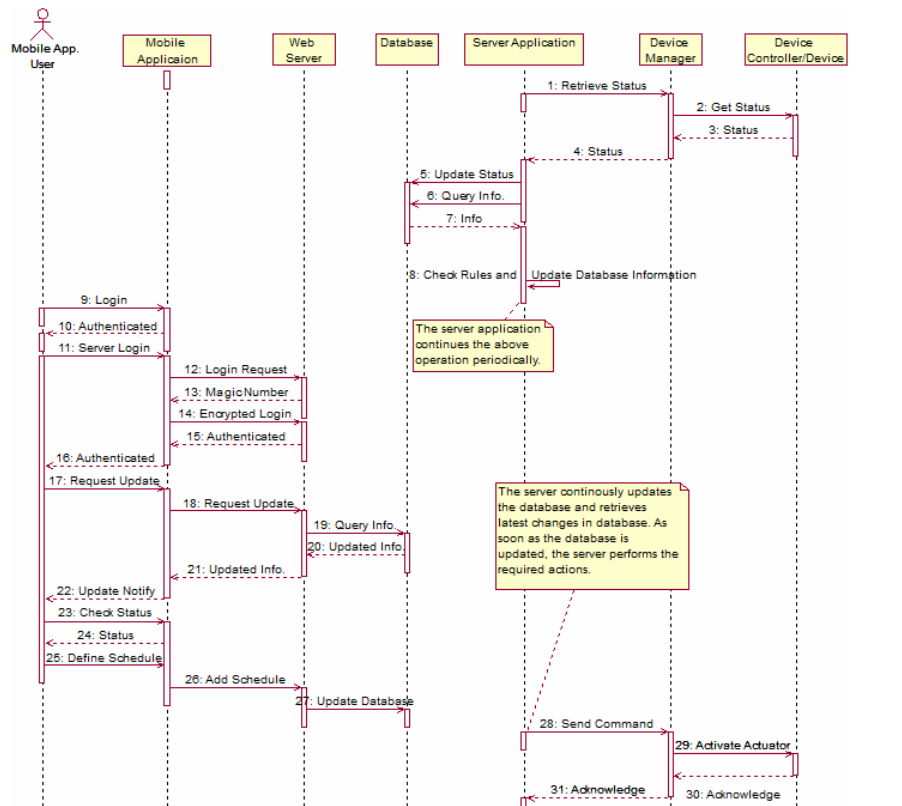 Mobile App.
User
Mobile
Applicaion
Web
Server
Database
Server Application
Device
Manager
Device
Controller/Device
1: Retrieve Status
2: Get Status
3: Status
4: Status
5: Update Status
6: Query Info.
7: Info
8: Check Rules and Update Database Information
9: Login
10: Authenticated
The server application
continues the above
operation periodically.
11: Server Login
12: Login Request
13: MagicNumber
14: Encrypted Login
15: Authenticated
16: Authenticated
17: Request Update
The server continously updates
the database and retrieves
latest changes in database. As
soon as the database is
updated, the server performs the
required actions.
18: Request Update
19: Query Info.
20: Updated Info.
21: Updated Info.
22: Update Notify
23: Check Status
24: Status
25: Define Schedule
26: Add Schedule
27: Update Database
28: Send Command
29: Activate Actuator
31: Acknowledge
30: Acknowledge